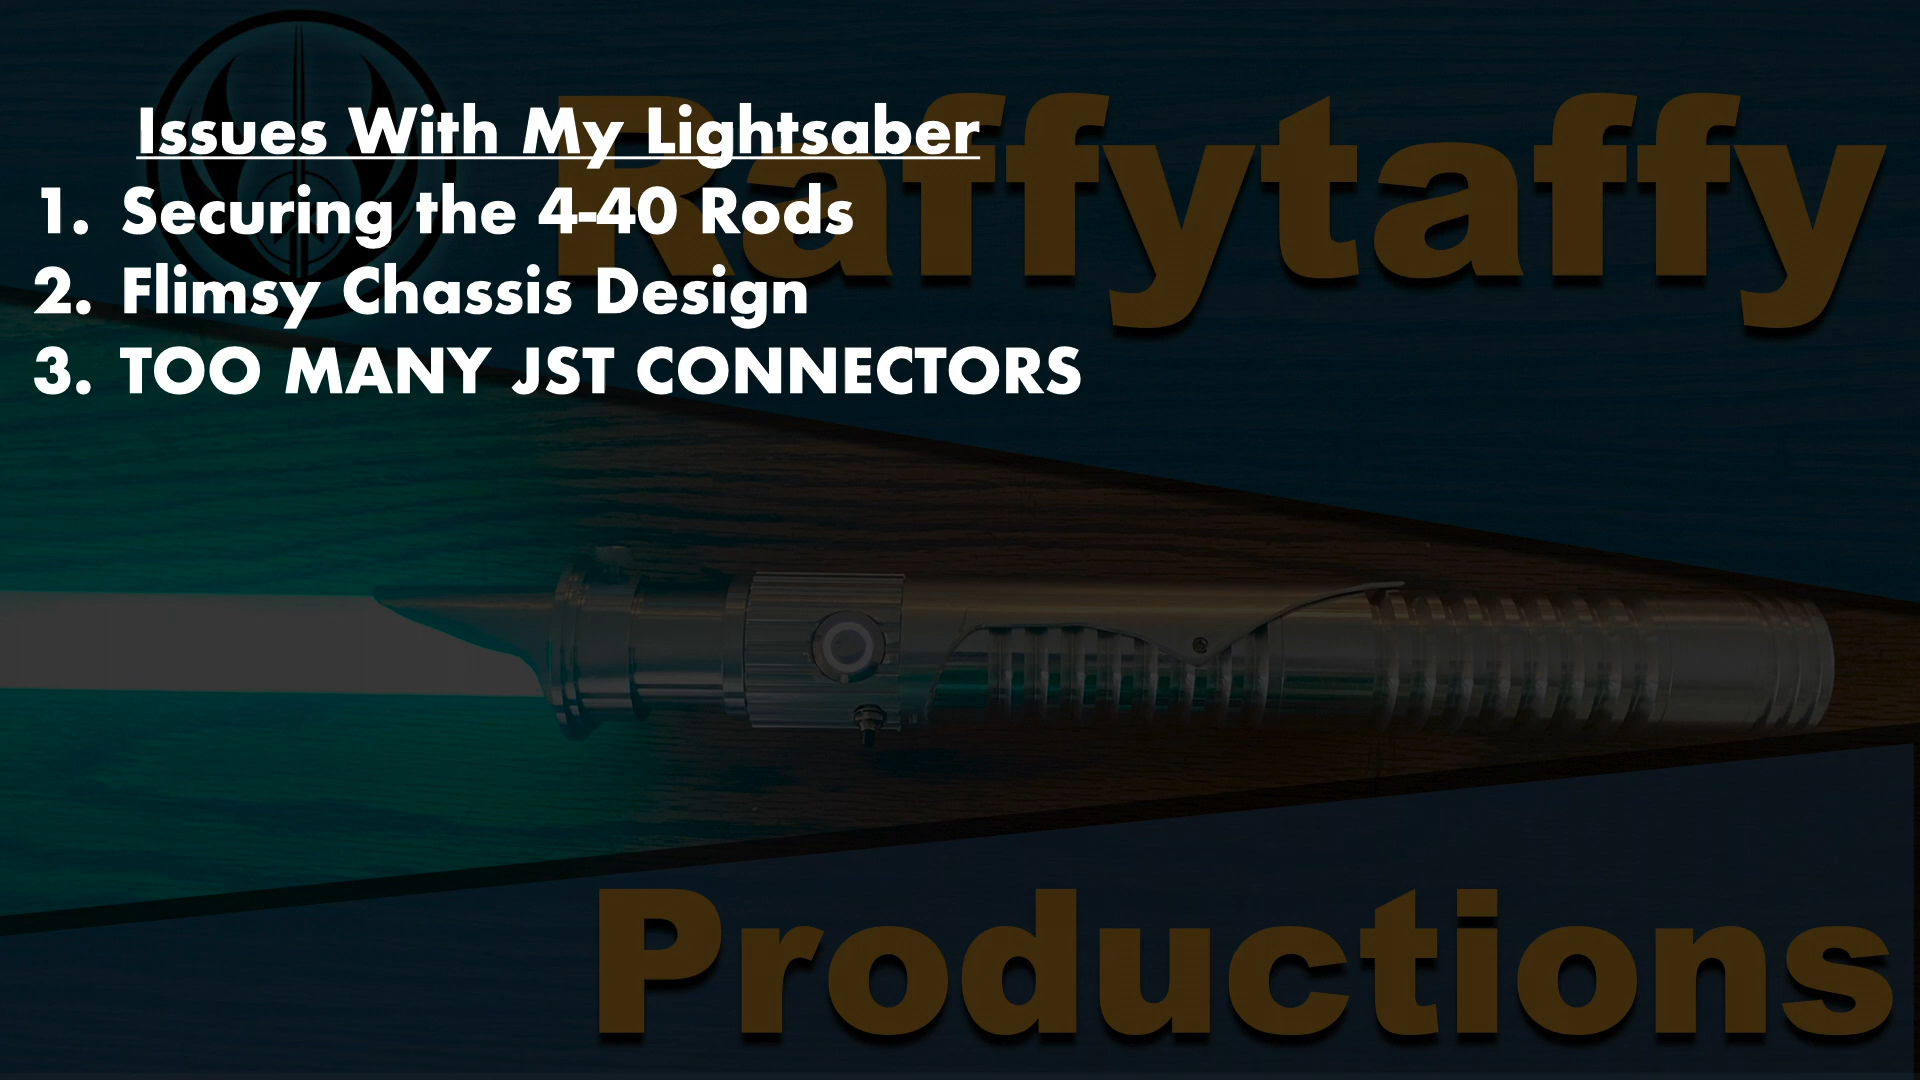 Raffytaffy
Issues With My Lightsaber
1. Securing the 4-40 Rods
2. Flimsy Chassis Design
3. TOO MANY JST CONNECTORS
Productions